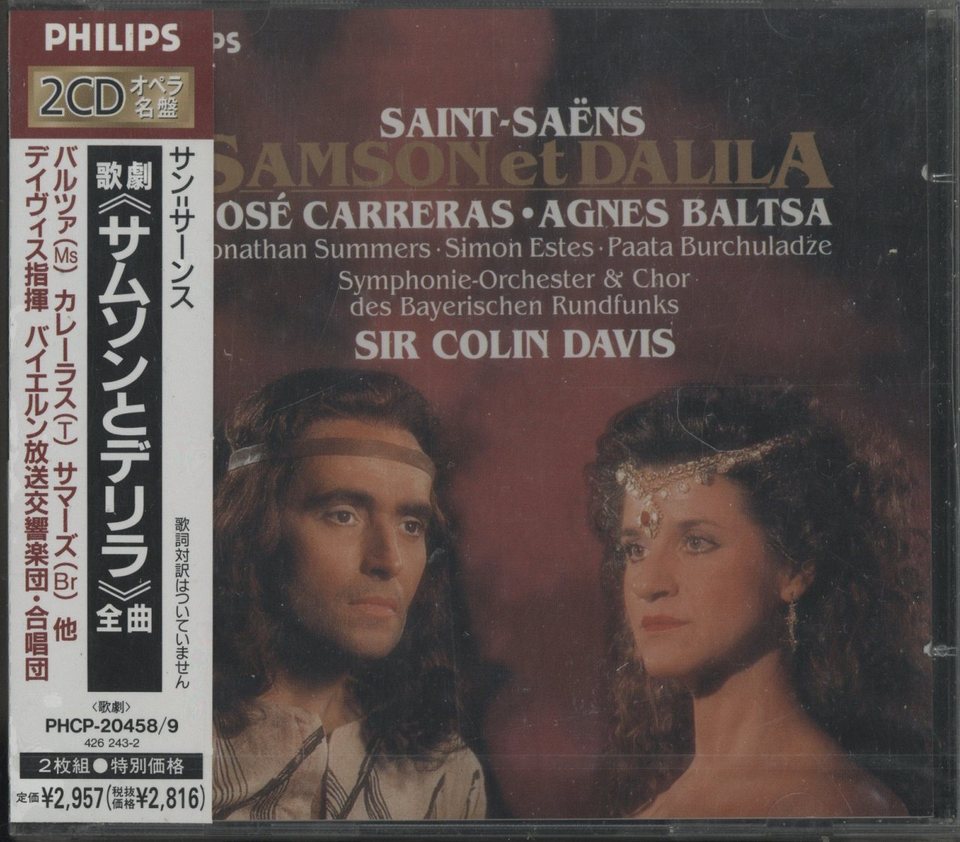 PHILIPS
2CD オペラ名盤
サン=サーンス
歌劇《サムソンとデリラ》全曲
バルツァ(Ms) カレーラス(T) サマーズ(Br) 他
デイヴィス指揮 バイエルン放送交響楽団・合唱団
歌詞対訳はついていません
〈歌劇〉
PHCP-20458/9
426 243-2
2枚組●特別価格
定価¥2,957(税抜価格¥2,816)
PS
SAINT-SAËNS
SAMSON et DALILA
OSÉ CARRERAS • AGNES BALTSA
onathan Summers · Simon Estes · Paata Burchuladže
Symphonie-Orchester & Chor
des Bayerischen Rundfunks
SIR COLIN DAVIS